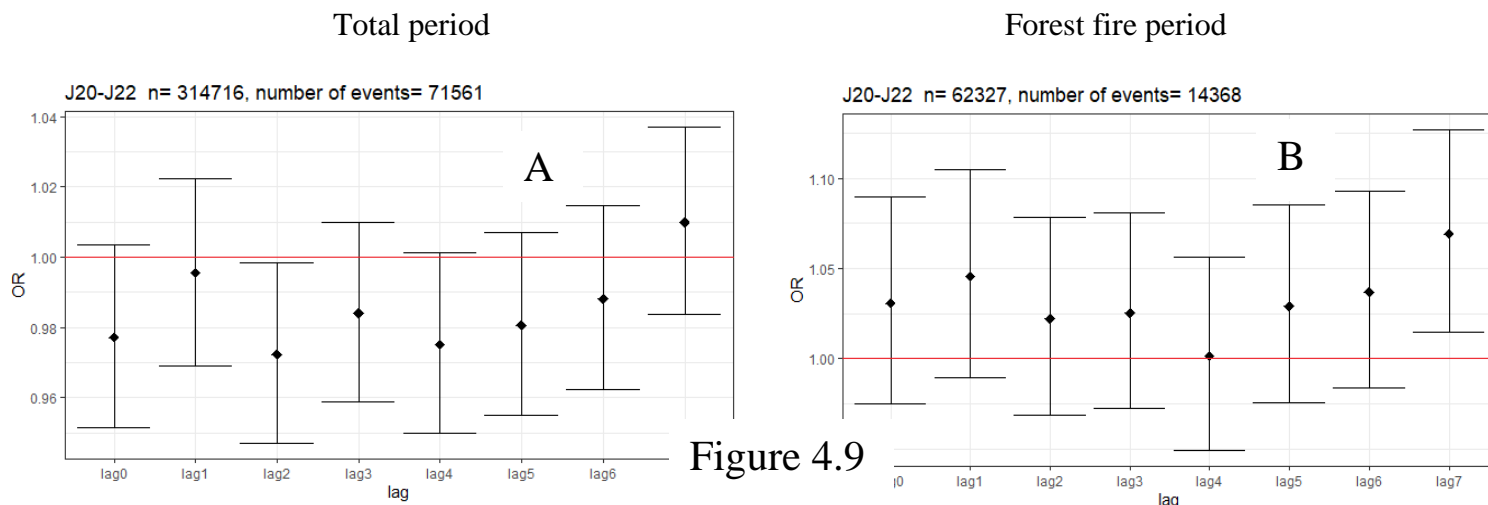 Total period
Forest fire period
J20-J22 n= 314716, number of events= 71561
J20-J22 n= 62327, number of events= 14368
A
B
1.04
1.02
1.00
0.98
0.96
OR
lag0 lag1 lag2 lag3 lag4 lag5 lag6
lag
1.10
1.05
1.00
OR
g0 lag1 lag2 lag3 lag4 lag5 lag6 lag7
lag
Figure 4.9